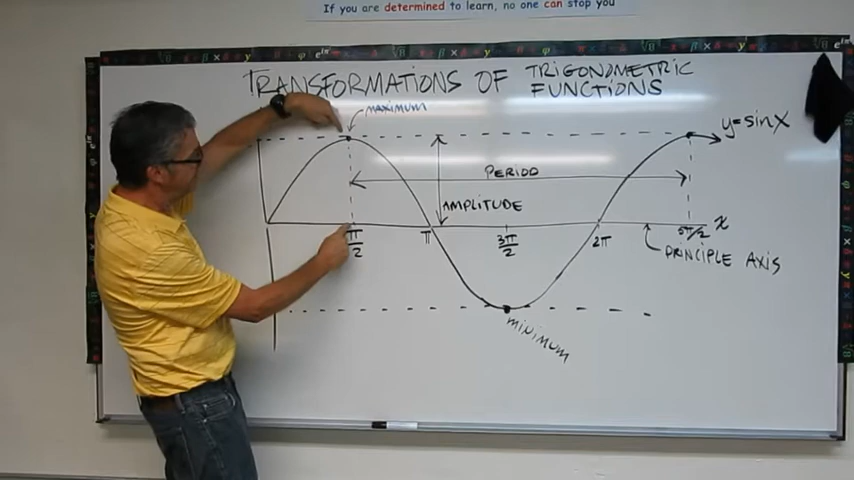 If you are determined to learn, no one can stop you
TRANSFORMATIONS OF TRIGONOMETRIC
FUNCTIONS
MAXIMUM
y=sinx
PERIOD
AMPLITUDE
π/2
π
3π/2
2π
5π/2
x
PRINCIPLE AXIS
MINIMUM